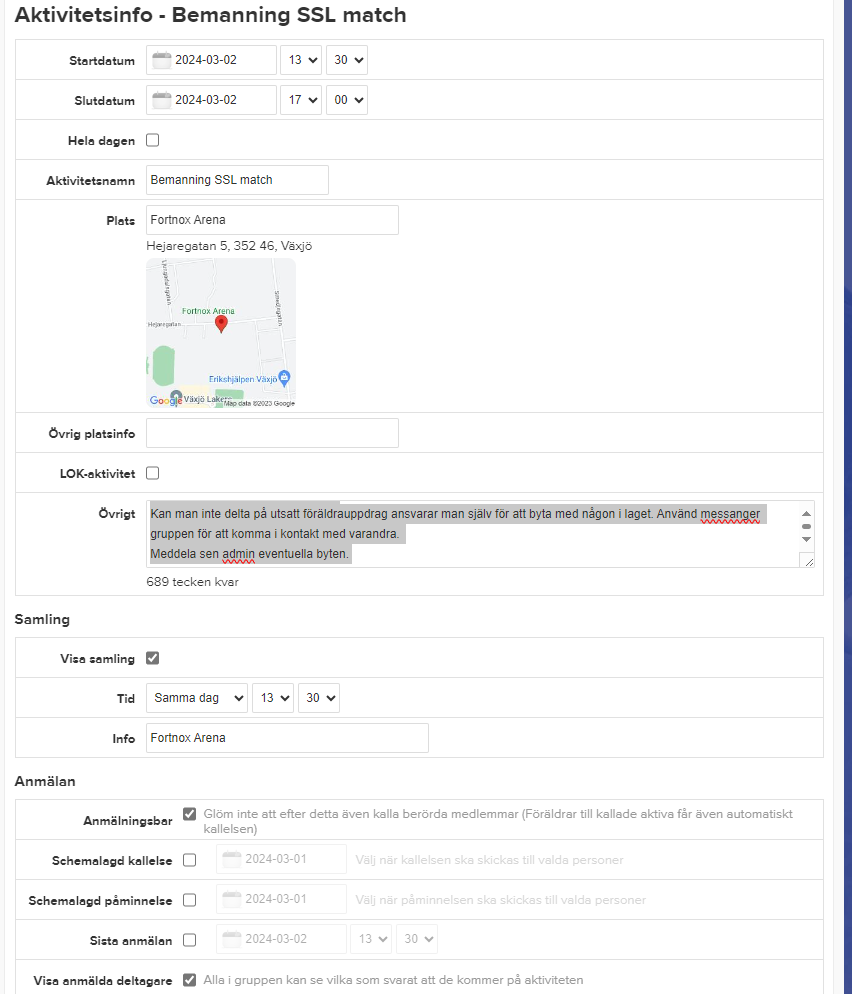 Aktivitetsinfo - Bemanning SSL match
Startdatum 2024-03-02 13 30
Slutdatum 2024-03-02 17 00
Hela dagen
Aktivitetsnamn Bemanning SSL match
Plats Fortnox Arena
Hejaregatan 5, 352 46, Växjö
Fortnox Arena
Hejaregatan
Smedjegatan
Erikshjälpen Växjö
Google Växjö Lakers Map data ©2023 Google
Övrig platsinfo
LOK-aktivitet
Övrigt Kan man inte delta på utsatt föräldrauppdrag ansvarar man själv för att byta med någon i laget. Använd messanger
gruppen för att komma i kontakt med varandra.
Meddela sen admin eventuella byten.
689 tecken kvar
Samling
Visa samling
Tid Samma dag 13 30
Info Fortnox Arena
Anmälan
Anmälningsbar Glöm inte att efter detta även kalla berörda medlemmar (Föräldrar till kallade aktiva får även automatiskt
kallelsen)
Schemalagd kallelse 2024-03-01 Välj när kallelsen ska skickas till valda personer
Schemalagd påminnelse 2024-03-01 Välj när påminnelsen ska skickas till valda personer
Sista anmälan 2024-03-02 13 30
Visa anmälda deltagare Alla i gruppen kan se vilka som svarat att de kommer på aktiviteten